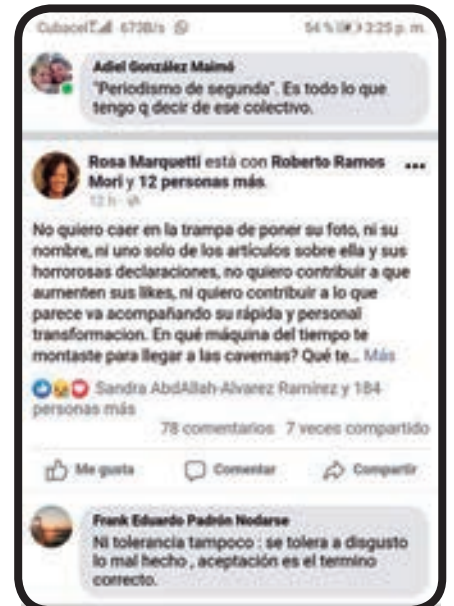 Cubacel 673B/s 54 % 3:25 p. m.
Adiel González Maimó
"Periodismo de segunda". Es todo lo que
tengo q decir de ese colectivo.
Rosa Marquetti está con Roberto Ramos
Mori y 12 personas más.
12 h
No quiero caer en la trampa de poner su foto, ni su
nombre, ni uno solo de los artículos sobre ella y sus
horrorosas declaraciones, no quiero contribuir a que
aumenten sus likes, ni quiero contribuir a lo que
parece va acompañando su rápida y personal
transformacion. En qué máquina del tiempo te
montaste para llegar a las cavernas? Qué te... Más
Sandra AbdAllah-Alvarez Ramírez y 184
personas más
78 comentarios 7 veces compartido
Me gusta Comentar Compartir
Frank Eduardo Padrón Nodarse
Ni tolerancia tampoco : se tolera a disgusto
lo mal hecho , aceptación es el termino
correcto.